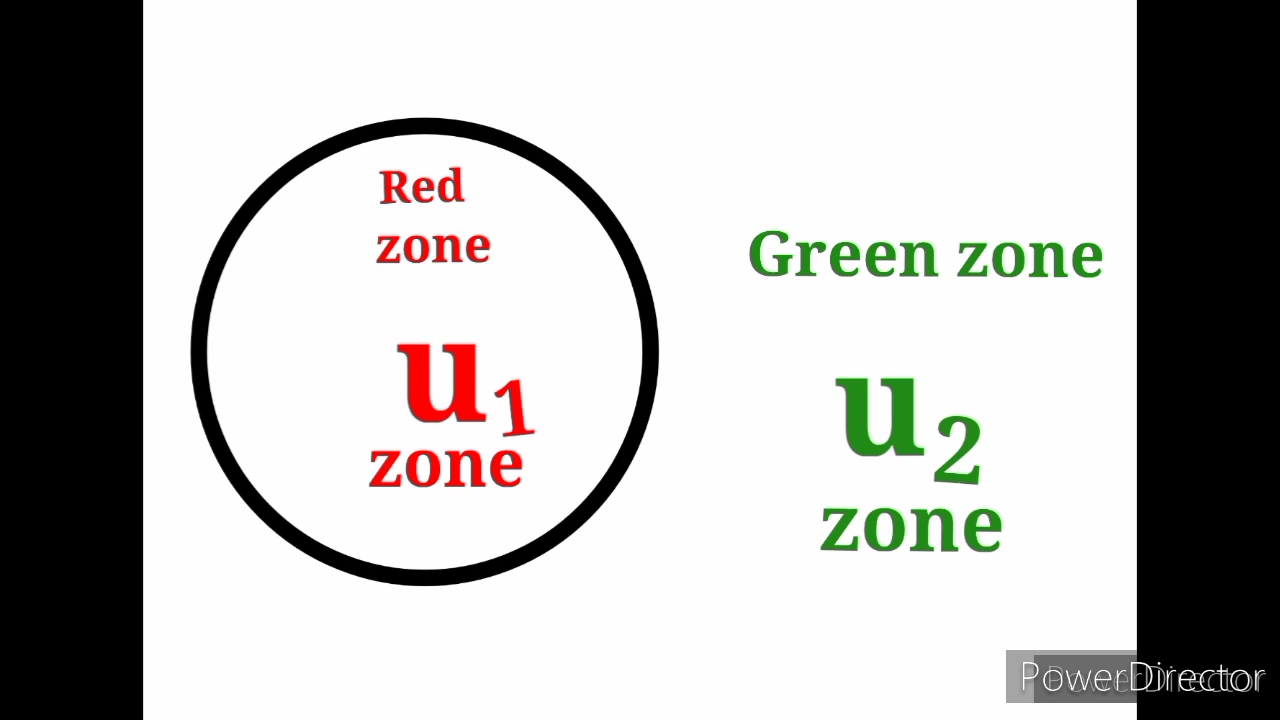 Red
zone
u₁
zone
Green zone
u₂
zone
PowerDirector